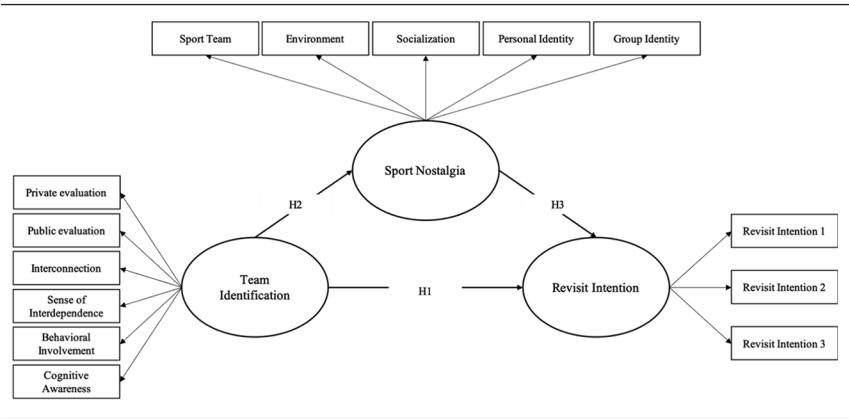 Sport Team
Environment
Socialization
Personal Identity
Group Identity
Sport Nostalgia
Private evaluation
Public evaluation
Interconnection
Sense of
Interdependence
Behavioral
Involvement
Cognitive
Awareness
H2
H3
Team
Identification
H1
Revisit Intention
Revisit Intention 1
Revisit Intention 2
Revisit Intention 3